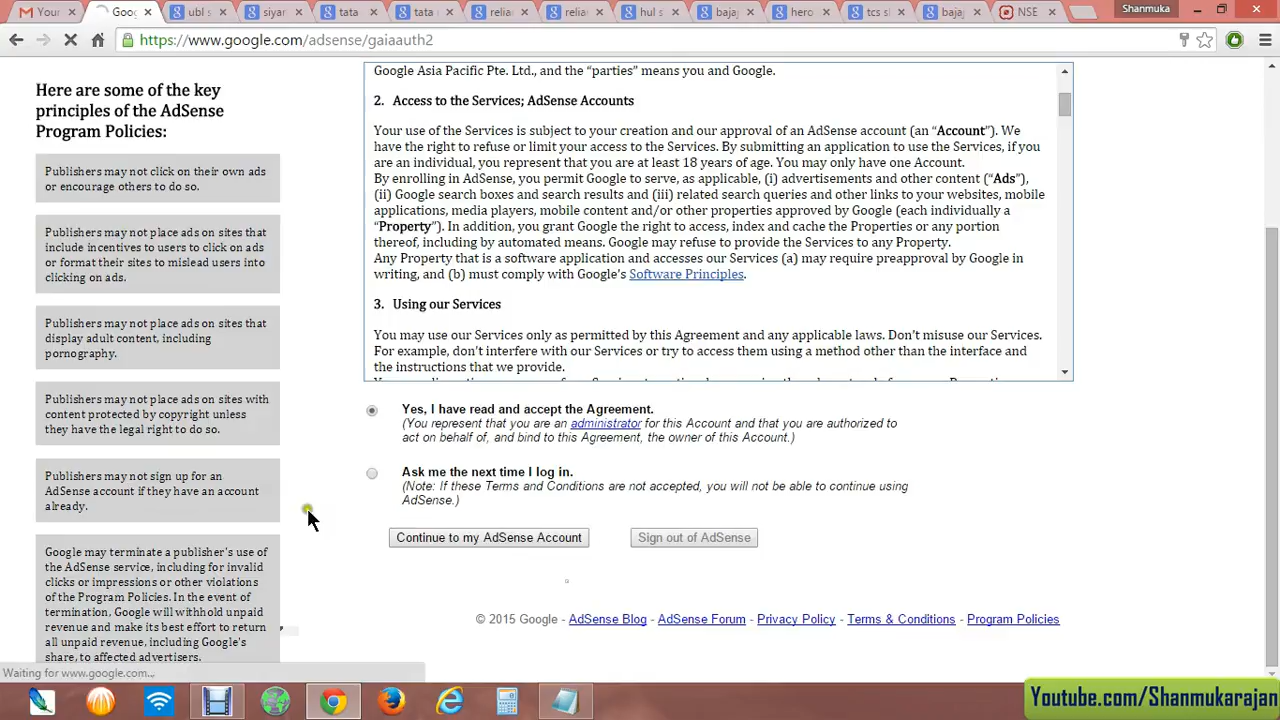 Your
Goog
ubl s
siyar
tata
tata
relian
relia
hul s
bajaj
hero
tcs sl
bajaj
NSE
Shanmuka
https://www.google.com/adsense/gaiaauth2
Here are some of the key
principles of the AdSense
Program Policies:
Publishers may not click on their own ads
or encourage others to do so.
Publishers may not place ads on sites that
include incentives to users to click on ads
or format their sites to mislead users into
clicking on ads.
Publishers may not place ads on sites that
display adult content, including
pornography.
Publishers may not place ads on sites with
content protected by copyright unless
they have the legal right to do so.
Publishers may not sign up for an
AdSense account if they have an account
already.
Google may terminate a publisher's use of
the AdSense service, including for invalid
clicks or impressions or other violations
of the Program Policies. In the event of
termination, Google will withhold unpaid
revenue and make its best effort to return
all unpaid revenue, including Google's
share, to affected advertisers.
Google Asia Pacific Pte. Ltd., and the “parties” means you and Google.
2. Access to the Services; AdSense Accounts
Your use of the Services is subject to your creation and our approval of an AdSense account (an “Account”). We
have the right to refuse or limit your access to the Services. By submitting an application to use the Services, if you
are an individual, you represent that you are at least 18 years of age. You may only have one Account.
By enrolling in AdSense, you permit Google to serve, as applicable, (i) advertisements and other content (“Ads”),
(ii) Google search boxes and search results and (iii) related search queries and other links to your websites, mobile
applications, media players, mobile content and/or other properties approved by Google (each individually a
“Property”). In addition, you grant Google the right to access, index and cache the Properties or any portion
thereof, including by automated means. Google may refuse to provide the Services to any Property.
Any Property that is a software application and accesses our Services (a) may require preapproval by Google in
writing, and (b) must comply with Google's Software Principles.
3. Using our Services
You may use our Services only as permitted by this Agreement and any applicable laws. Don't misuse our Services.
For example, don't interfere with our Services or try to access them using a method other than the interface and
the instructions that we provide.
Yes, I have read and accept the Agreement.
(You represent that you are an administrator for this Account and that you are authorized to
act on behalf of, and bind to this Agreement, the owner of this Account.)
Ask me the next time I log in.
(Note: If these Terms and Conditions are not accepted, you will not be able to continue using
AdSense.)
Continue to my AdSense Account
Sign out of AdSense
© 2015 Google - AdSense Blog - AdSense Forum - Privacy Policy - Terms & Conditions - Program Policies
Waiting for www.google.com...
Youtube.com/Shanmukarajan